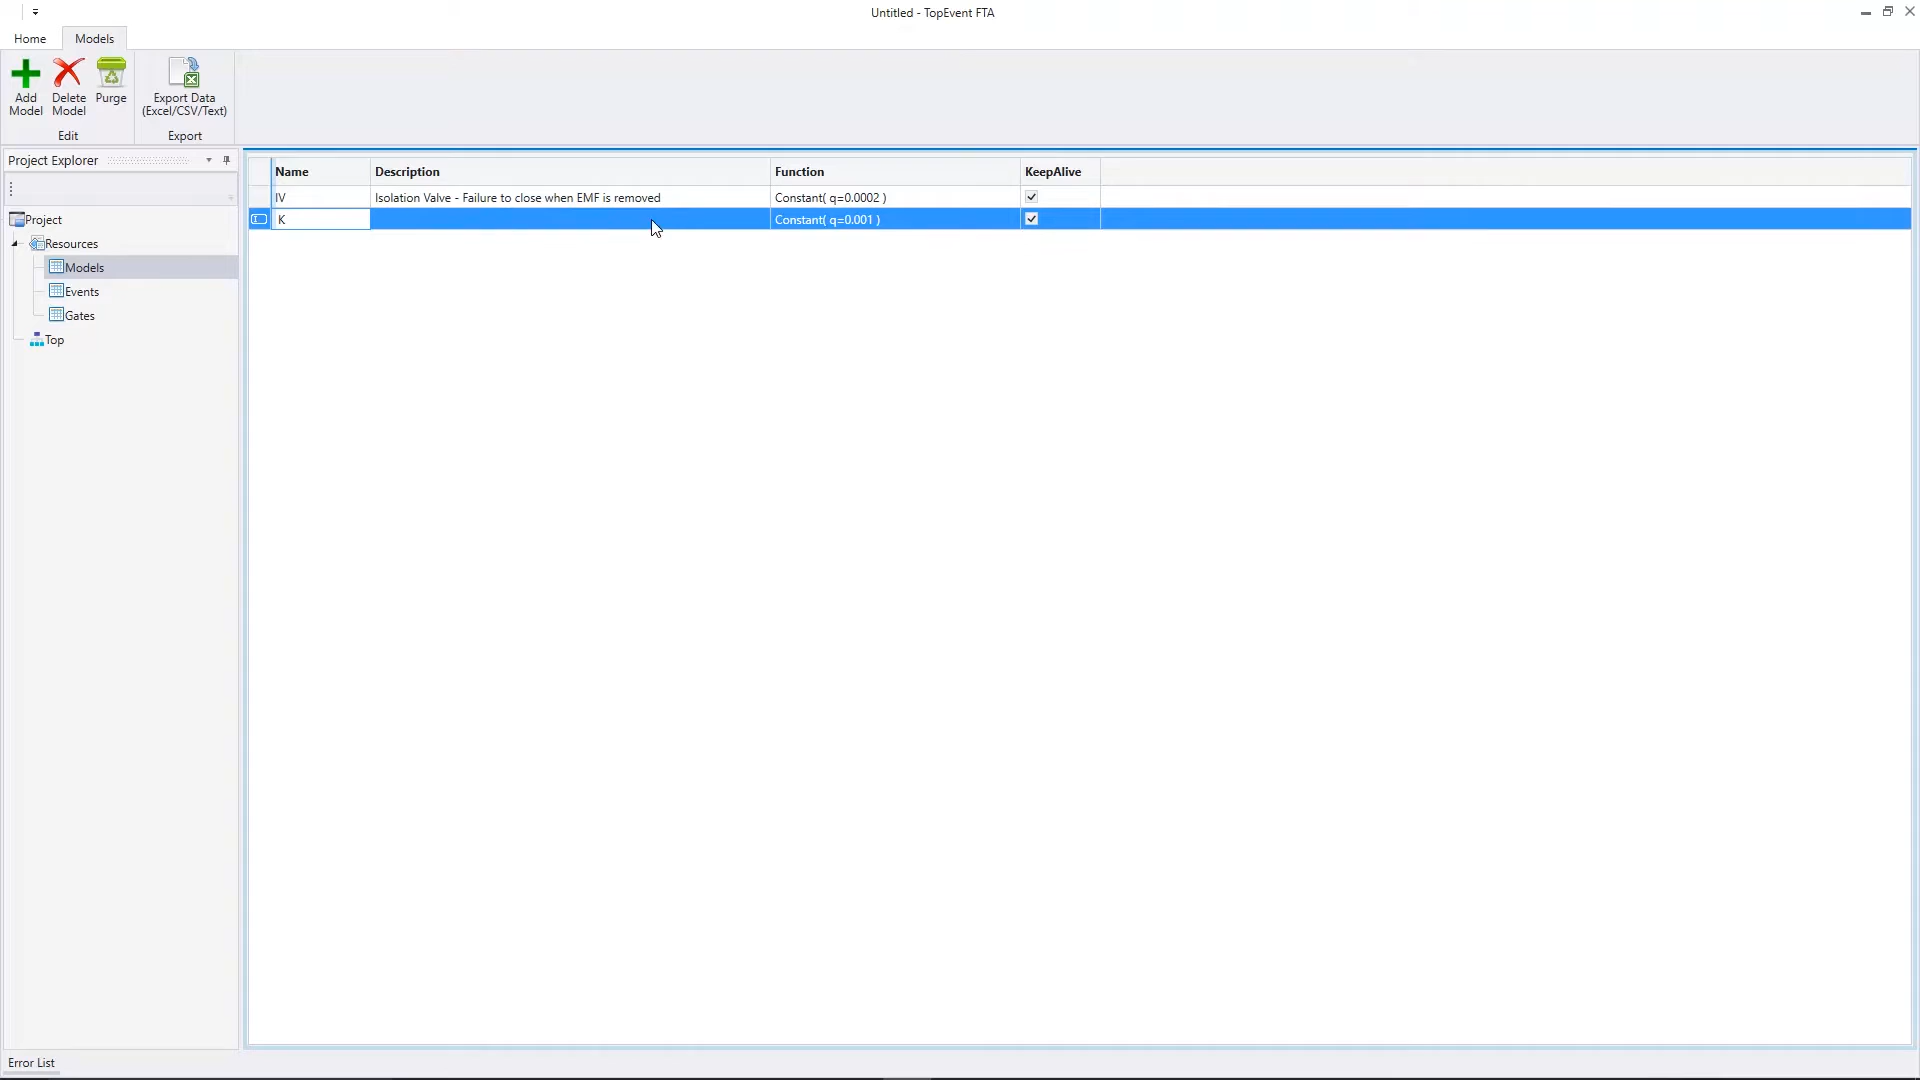 Untitled - TopEvent FTA
Home Models
Add Model
Delete Model
Purge
Export Data (Excel/CSV/Text)
Edit Export
Project Explorer
Name Description Function KeepAlive
IV Isolation Valve - Failure to close when EMF is removed Constant( q=0.0002 )
K Constant( q=0.001 )
Project
Resources
Models
Events
Gates
Top
Error List